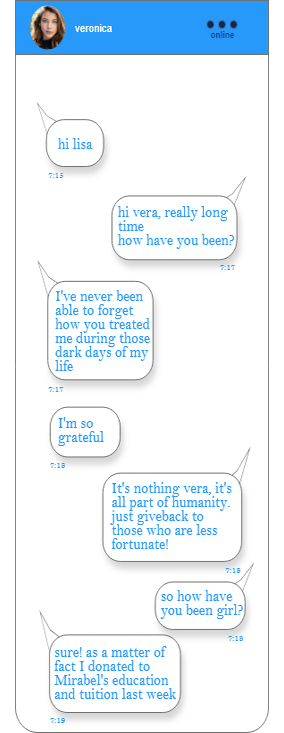 veronica
online
hi lisa
7:15
hi vera, really long
time
how have you been?
7:17
I've never been
able to forget
how you treated
me during those
dark days of my
life
7:17
I'm so
grateful
7:18
It's nothing vera, it's
all part of humanity.
just giveback to
those who are less
fortunate!
7:18
so how have
you been girl?
7:18
sure! as a matter of
fact I donated to
Mirabel's education
and tuition last week
7:19